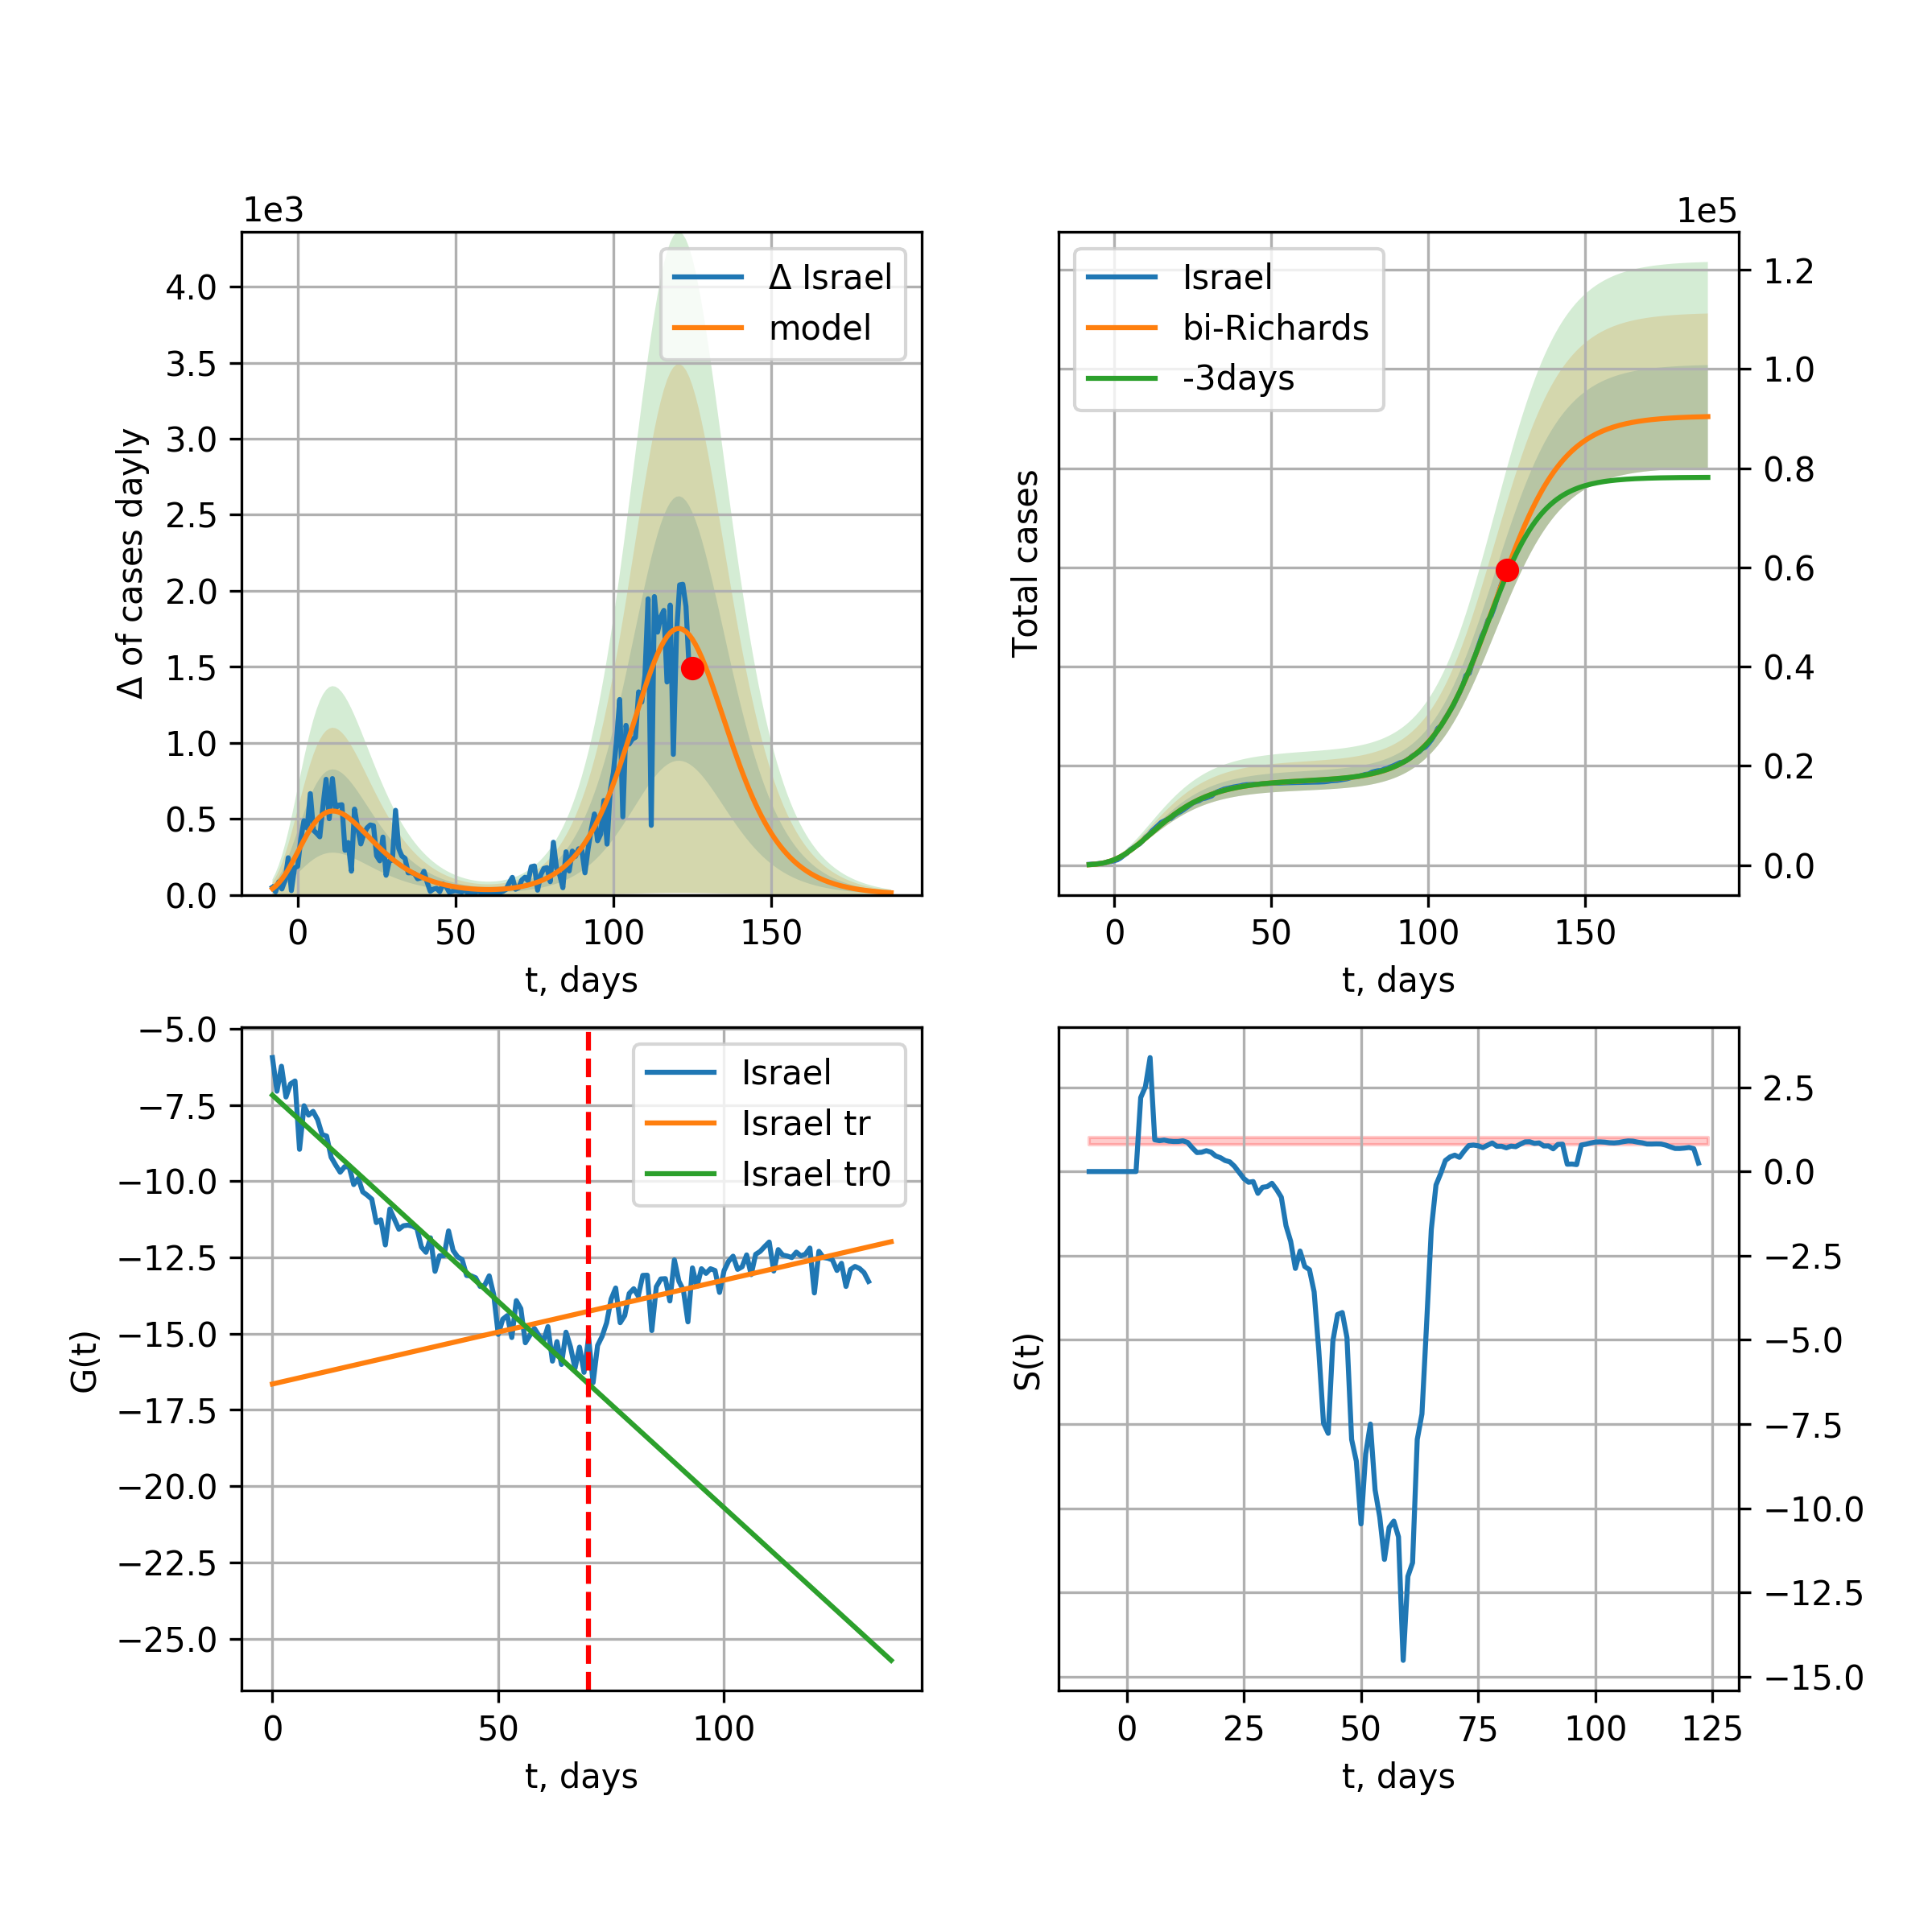 1e3
Δ of cases dayly
4.0
3.5
3.0
2.5
2.0
1.5
1.0
0.5
0.0
Δ Israel
model
0 50 100 150
t, days
1e5
Total cases
Israel
bi-Richards
-3days
1.2
1.0
0.8
0.6
0.4
0.2
0.0
0 50 100 150
t, days
G(t)
−5.0
−7.5
−10.0
−12.5
−15.0
−17.5
−20.0
−22.5
−25.0
Israel
Israel tr
Israel tr0
0 50 100
t, days
S(t)
2.5
0.0
−2.5
−5.0
−7.5
−10.0
−12.5
−15.0
0 25 50 75 100 125
t, days